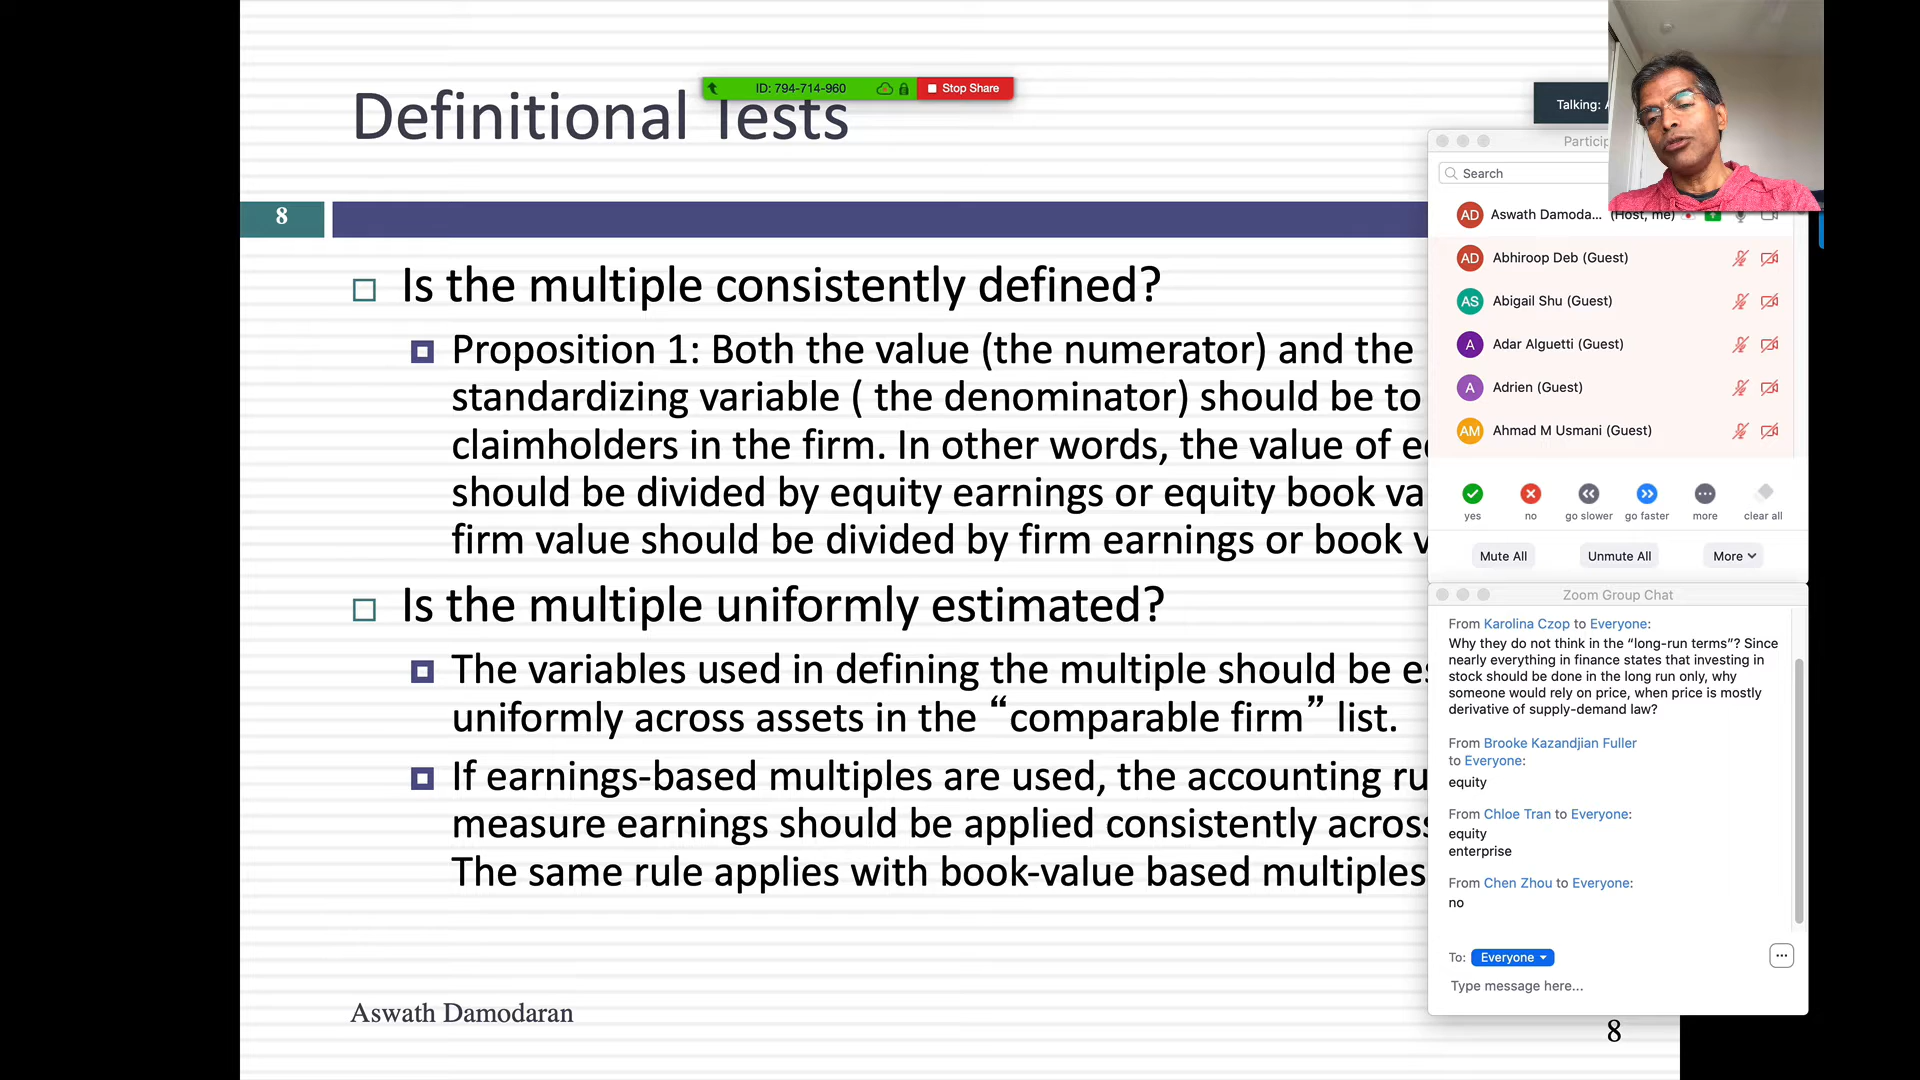 Definitional Tests
ID: 794-714-960
Stop Share
8
Is the multiple consistently defined?
Proposition 1: Both the value (the numerator) and the
standardizing variable ( the denominator) should be to
claimholders in the firm. In other words, the value of
should be divided by equity earnings or equity book
firm value should be divided by firm earnings or book
Is the multiple uniformly estimated?
The variables used in defining the multiple should be
uniformly across assets in the “comparable firm” list.
If earnings-based multiples are used, the accounting
measure earnings should be applied consistently across
The same rule applies with book-value based multiples
Aswath Damodaran
8
Talking:
Search
AD Aswath Damoda... (Host, me)
AD Abhiroop Deb (Guest)
AS Abigail Shu (Guest)
A Adar Alguetti (Guest)
A Adrien (Guest)
AM Ahmad M Usmani (Guest)
yes no go slower go faster more clear all
Mute All Unmute All More
Zoom Group Chat
From Karolina Czop to Everyone:
Why they do not think in the “long-run terms”? Since
nearly everything in finance states that investing in
stock should be done in the long run only, why
someone would rely on price, when price is mostly
derivative of supply-demand law?
From Brooke Kazandjian Fuller
to Everyone:
equity
From Chloe Tran to Everyone:
equity
enterprise
From Chen Zhou to Everyone:
no
To: Everyone
Type message here...